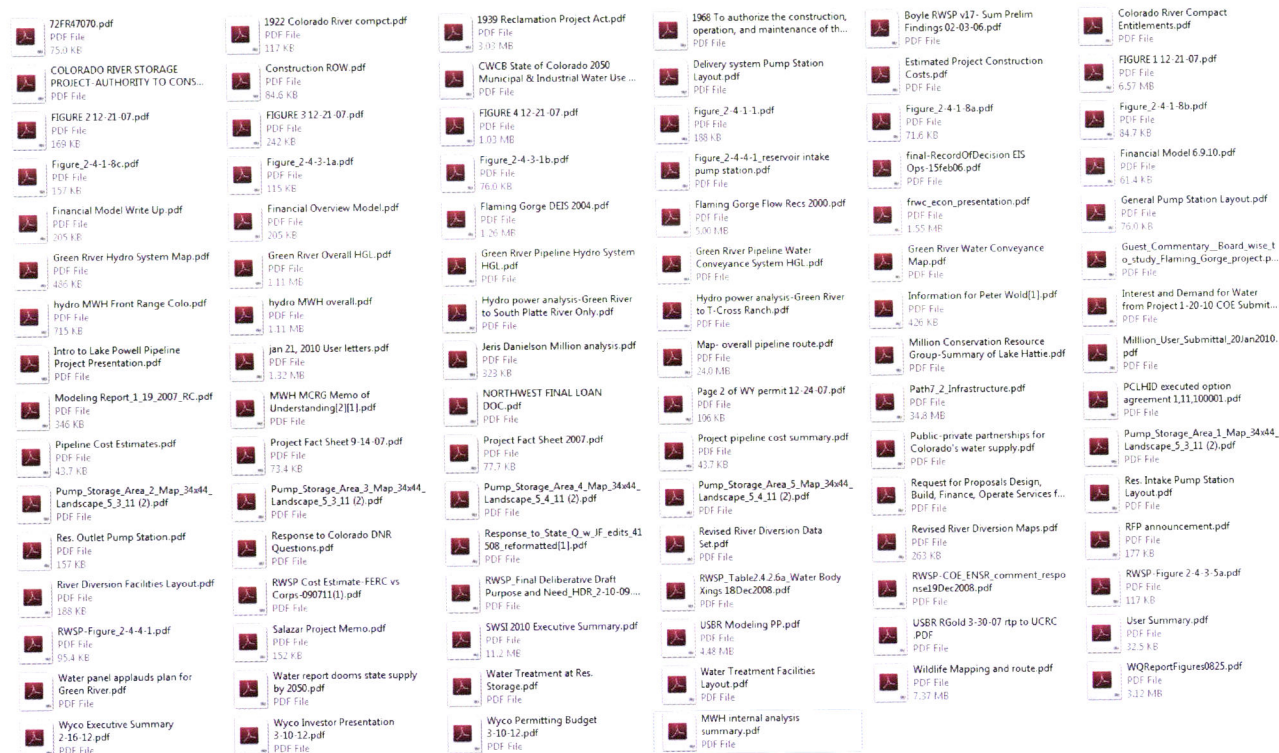 72FR47070.pdf
PDF File
75.0 KB
1922 Colorado River compct.pdf
PDF File
117 KB
1939 Reclamation Project Act.pdf
PDF File
3.03 MB
1968 To authorize the construction,
operation, and maintenance of th...
PDF File
Boyle RWSP v17- Sum Prelim
Findings 02-03-06.pdf
PDF File
Colorado River Compact
Entitlements.pdf
PDF File
COLORADO RIVER STORAGE
PROJECT-AUTHORITY TO CONS...
PDF File
Construction ROW.pdf
PDF File
84.6 KB
CWCB State of Colorado 2050
Municipal & Industrial Water Use ...
PDF File
Delivery system Pump Station
Layout.pdf
PDF File
Estimated Project Construction
Costs.pdf
PDF File
FIGURE 1 12-21-07.pdf
PDF File
6.57 MB
FIGURE 2 12-21-07.pdf
PDF File
169 KB
FIGURE 3 12-21-07.pdf
PDF File
242 KB
FIGURE 4 12-21-07.pdf
PDF File
1.03 MB
Figure_2-4-1-1.pdf
PDF File
188 KB
Figure_2-4-1-8a.pdf
PDF File
71.6 KB
Figure_2-4-1-8b.pdf
PDF File
84.7 KB
Figure_2-4-1-8c.pdf
PDF File
157 KB
Figure_2-4-3-1a.pdf
PDF File
115 KB
Figure_2-4-3-1b.pdf
PDF File
76.0 KB
Figure_2-4-4-1_reservoir intake
pump station.pdf
PDF File
final-RecordOfDecision EIS
Ops-15feb06.pdf
PDF File
Financial Model 6.9.10.pdf
PDF File
61.4 KB
Financial Model Write Up.pdf
PDF File
205 KB
Financial Overview Model.pdf
PDF File
205 KB
Flaming Gorge DEIS 2004.pdf
PDF File
1.26 MB
Flaming Gorge Flow Recs 2000.pdf
PDF File
5.00 MB
frwc_econ_presentation.pdf
PDF File
1.55 MB
General Pump Station Layout.pdf
PDF File
76.0 KB
Green River Hydro System Map.pdf
PDF File
486 KB
Green River Overall HGL.pdf
PDF File
1.11 MB
Green River Pipeline Hydro System
HGL.pdf
PDF File
Green River Pipeline Water
Conveyance System HGL.pdf
PDF File
Green River Water Conveyance
Map.pdf
PDF File
Guest_Commentary__Board_wise_t
o_study_Flaming_Gorge_project.p...
PDF File
hydro MWH Front Range Colo.pdf
PDF File
715 KB
hydro MWH overall.pdf
PDF File
1.11 MB
Hydro power analysis-Green River
to South Platte River Only.pdf
PDF File
Hydro power analysis-Green River
to T-Cross Ranch.pdf
PDF File
Information for Peter Wold[1].pdf
PDF File
426 KB
Interest and Demand for Water
from Project 1-20-10 COE Submit...
PDF File
Intro to Lake Powell Pipeline
Project Presentation.pdf
PDF File
jan 21, 2010 User letters.pdf
PDF File
1.32 MB
Jeris Danielson Million analysis.pdf
PDF File
323 KB
Map- overall pipeline route.pdf
PDF File
24.0 MB
Million Conservation Resource
Group-Summary of Lake Hattie.pdf
PDF File
Milllion_User_Submittal_20Jan2010.
pdf
PDF File
Modeling Report_1_19_2007_RC.pdf
PDF File
346 KB
MWH MCRG Memo of
Understanding[2][1].pdf
PDF File
NORTHWEST FINAL LOAN
DOC.pdf
PDF File
Page 2 of WY permit 12-24-07.pdf
PDF File
106 KB
Path7_2_Infrastructure.pdf
PDF File
34.8 MB
PCLHID executed option
agreement 1,11,100001.pdf
PDF File
Pipeline Cost Estimates.pdf
PDF File
43.7 KB
Project Fact Sheet 9-14-07.pdf
PDF File
73.4 KB
Project Fact Sheet 2007.pdf
PDF File
77.7 KB
Project pipeline cost summary.pdf
PDF File
43.7 KB
Public-private partnerships for
Colorado's water supply.pdf
PDF File
Pump_Storage_Area_1_Map_34x44_
Landscape_5_3_11 (2).pdf
PDF File
Pump_Storage_Area_2_Map_34x44_
Landscape_5_3_11 (2).pdf
PDF File
Pump_Storage_Area_3_Map_34x44_
Landscape_5_3_11 (2).pdf
PDF File
Pump_Storage_Area_4_Map_34x44_
Landscape_5_4_11 (2).pdf
PDF File
Pump_Storage_Area_5_Map_34x44_
Landscape_5_4_11 (2).pdf
PDF File
Request for Proposals Design,
Build, Finance, Operate Services f...
PDF File
Res. Intake Pump Station
Layout.pdf
PDF File
Res. Outlet Pump Station.pdf
PDF File
157 KB
Response to Colorado DNR
Questions.pdf
PDF File
Response_to_State_Q_w_JF_edits_41
508_reformatted[1].pdf
PDF File
Revised River Diversion Data
Set.pdf
PDF File
Revised River Diversion Maps.pdf
PDF File
263 KB
RFP announcement.pdf
PDF File
177 KB
River Diversion Facilities Layout.pdf
PDF File
188 KB
RWSP Cost Estimate-FERC vs
Corps-090711(1).pdf
PDF File
RWSP_Final Deliberative Draft
Purpose and Need_HDR_2-10-09....
PDF File
RWSP_Table2.4.2.6a_Water Body
Xings 18Dec2008.pdf
PDF File
RWSP-COE_ENSR_comment_respo
nse19Dec2008.pdf
PDF File
RWSP-Figure 2-4-3-5a.pdf
PDF File
117 KB
RWSP-Figure_2-4-4-1.pdf
PDF File
95.4 KB
Salazar Project Memo.pdf
PDF File
152 KB
SWSI 2010 Executive Summary.pdf
PDF File
11.2 MB
USBR Modeling PP.pdf
PDF File
4.48 MB
USBR RGold 3-30-07 rtp to UCRC
.PDF
PDF File
User Summary.pdf
PDF File
32.5 KB
Water panel applauds plan for
Green River.pdf
PDF File
Water report dooms state supply
by 2050.pdf
PDF File
Water Treatment at Res.
Storage.pdf
PDF File
Water Treatment Facilities
Layout.pdf
PDF File
Wildlife Mapping and route.pdf
PDF File
7.37 MB
WQReportFigures0825.pdf
PDF File
3.12 MB
Wyco Executive Summary
2-16-12.pdf
PDF File
Wyco Investor Presentation
3-10-12.pdf
PDF File
Wyco Permitting Budget
3-10-12.pdf
PDF File
MWH internal analysis
summary.pdf
PDF File